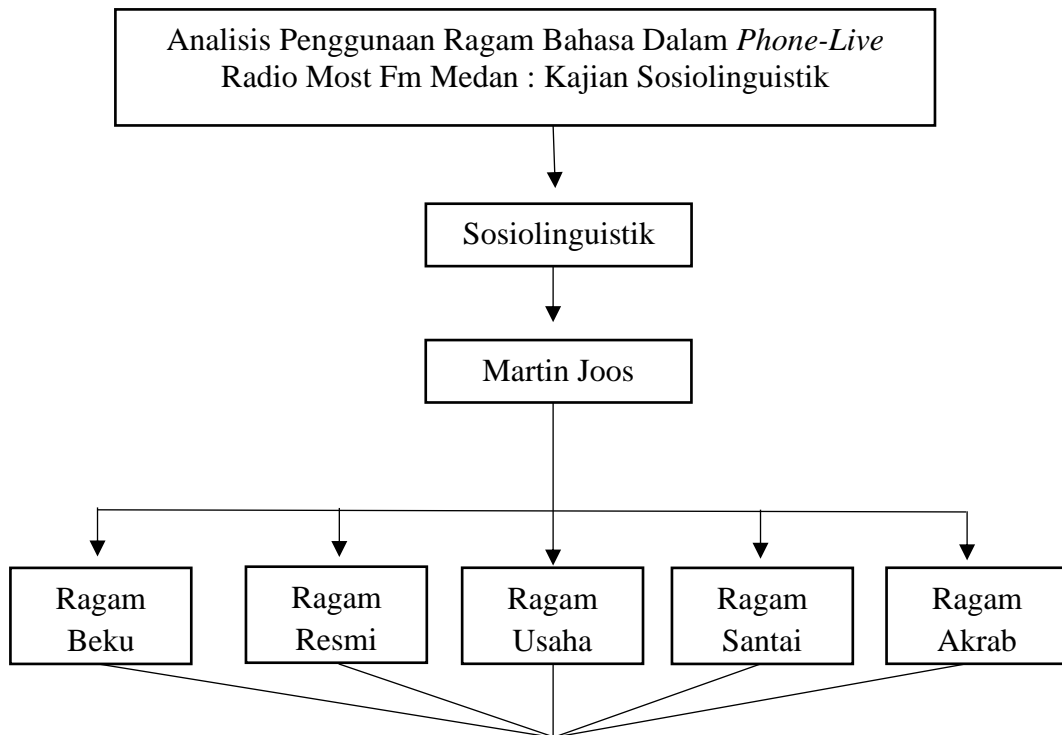 Analisis Penggunaan Ragam Bahasa Dalam Phone-Live
Radio Most Fm Medan : Kajian Sosiolinguistik
Sosiolinguistik
Martin Joos
Ragam
Beku
Ragam
Resmi
Ragam
Usaha
Ragam
Santai
Ragam
Akrab